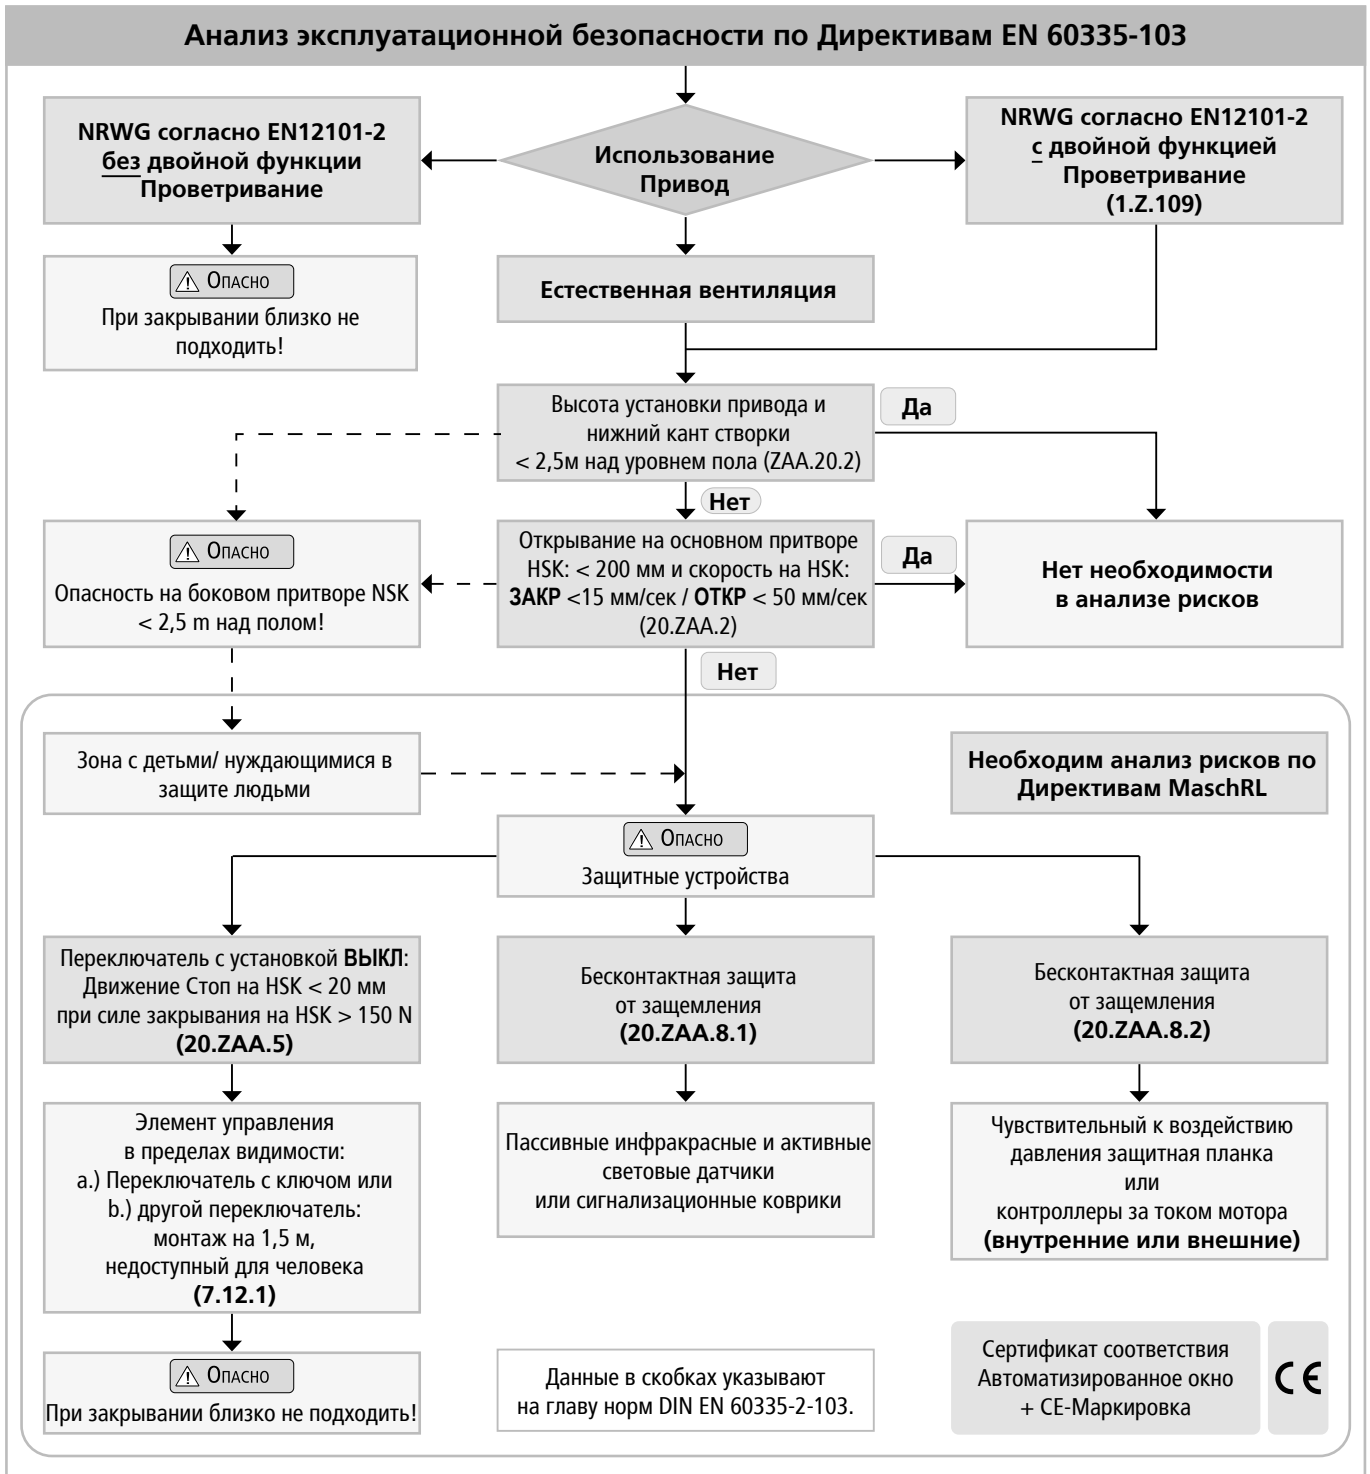 Анализ эксплуатационной безопасности по Директивам EN 60335-103
NRWG согласно EN12101-2
без двойной функции
Проветривание
Использование
Привод
NRWG согласно EN12101-2
с двойной функцией
Проветривание
(1.Z.109)
Опасно
При закрывании близко не
подходить!
Естественная вентиляция
Высота установки привода и
нижний кант створки
< 2,5м над уровнем пола (ZAA.20.2)
Да
Нет
Опасно
Опасность на боковом притворе NSK
< 2,5 m над полом!
Открывание на основном притворе
HSK: < 200 мм и скорость на HSK:
ЗАКР <15 мм/сек / ОТКР < 50 мм/сек
(20.ZAA.2)
Да
Нет необходимости
в анализе рисков
Нет
Зона с детьми/ нуждающимися в
защите людьми
Необходим анализ рисков по
Директивам MaschRL
Опасно
Защитные устройства
Переключатель с установкой ВЫКЛ:
Движение Стоп на HSK < 20 мм
при силе закрывания на HSK > 150 N
(20.ZAA.5)
Бесконтактная защита
от защемления
(20.ZAA.8.1)
Бесконтактная защита
от защемления
(20.ZAA.8.2)
Элемент управления
в пределах видимости:
a.) Переключатель с ключом или
b.) другой переключатель:
монтаж на 1,5 м,
недоступный для человека
(7.12.1)
Пассивные инфракрасные и активные
световые датчики
или сигнализационные коврики
Чувствительный к воздействию
давления защитная планка
или
контроллеры за током мотора
(внутренние или внешние)
Опасно
При закрывании близко не подходить!
Данные в скобках указывают
на главу норм DIN EN 60335-2-103.
Сертификат соответствия
Автоматизированное окно
+ CE-Маркировка
CE